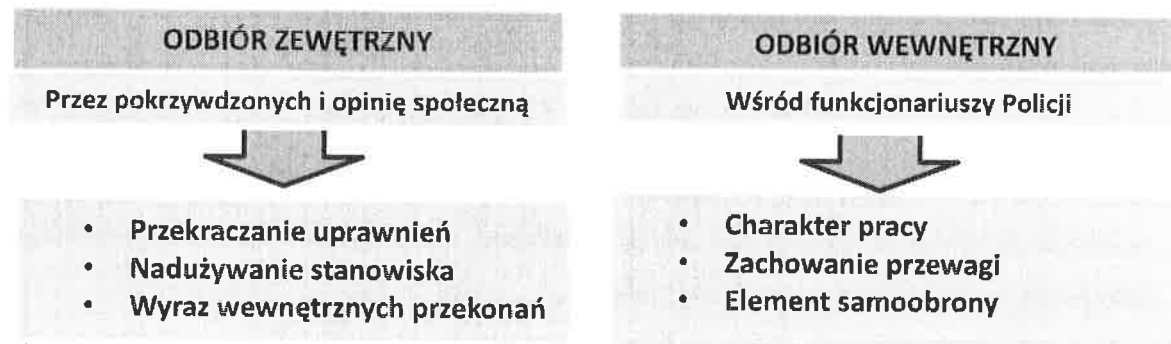 ODBIÓR ZEWĘTRZNY
Przez pokrzywdzonych i opinię społeczną
• Przekraczanie uprawnień
• Nadużywanie stanowiska
• Wyraz wewnętrznych przekonań
ODBIÓR WEWNĘTRZNY
Wśród funkcjonariuszy Policji
• Charakter pracy
• Zachowanie przewagi
• Element samoobrony